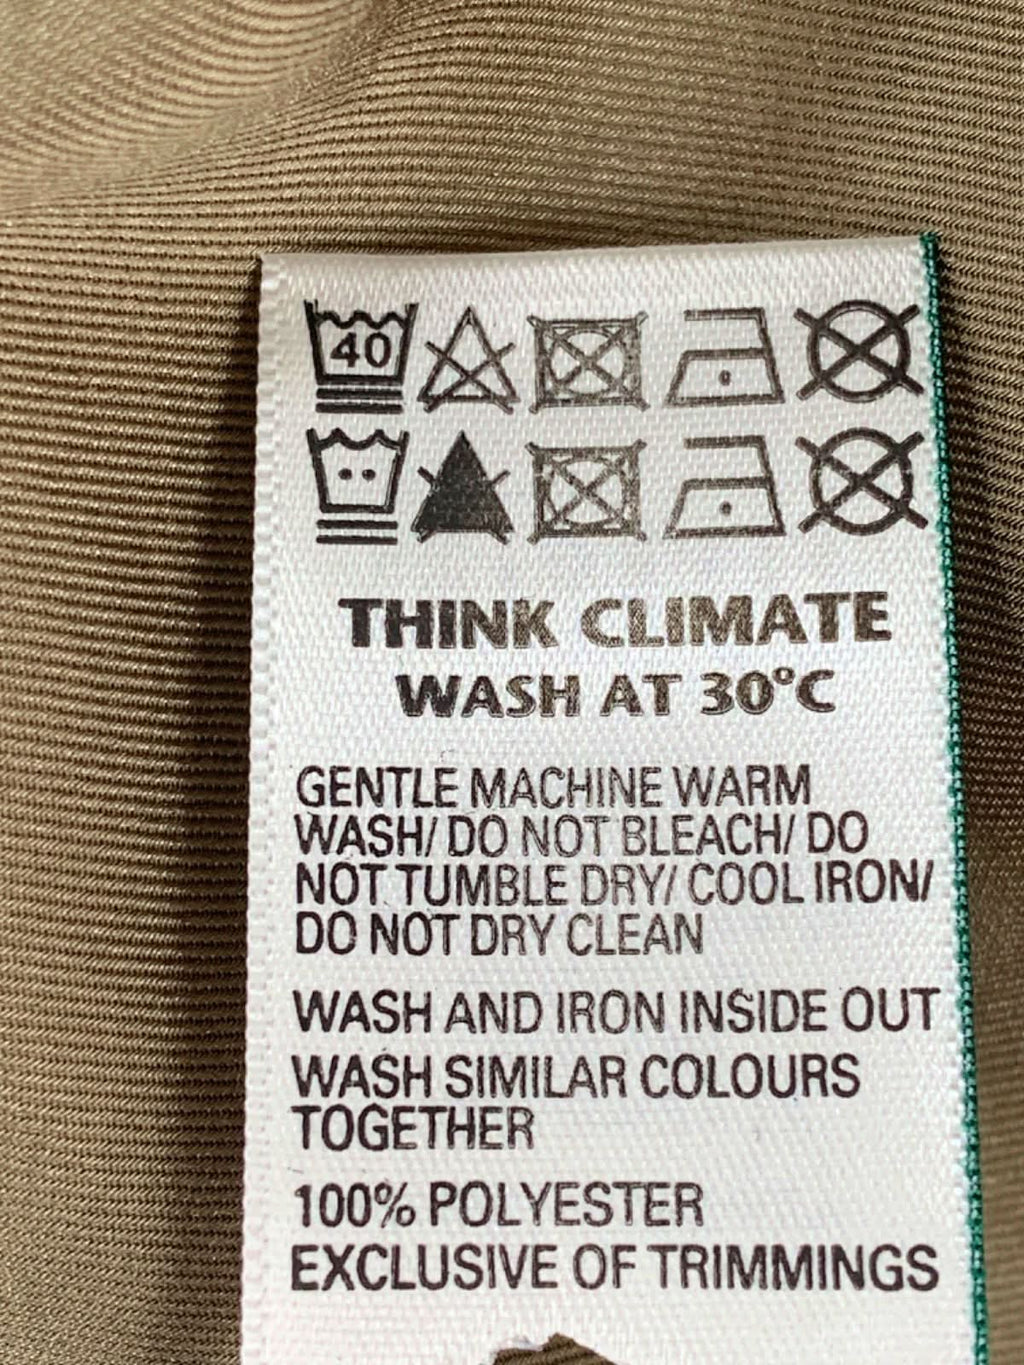 40
THINK CLIMATE
WASH AT 30°C
GENTLE MACHINE WARM
WASH/ DO NOT BLEACH/ DO
NOT TUMBLE DRY/ COOL IRON/
DO NOT DRY CLEAN
WASH AND IRON INSIDE OUT
WASH SIMILAR COLOURS
TOGETHER
100% POLYESTER
EXCLUSIVE OF TRIMMINGS